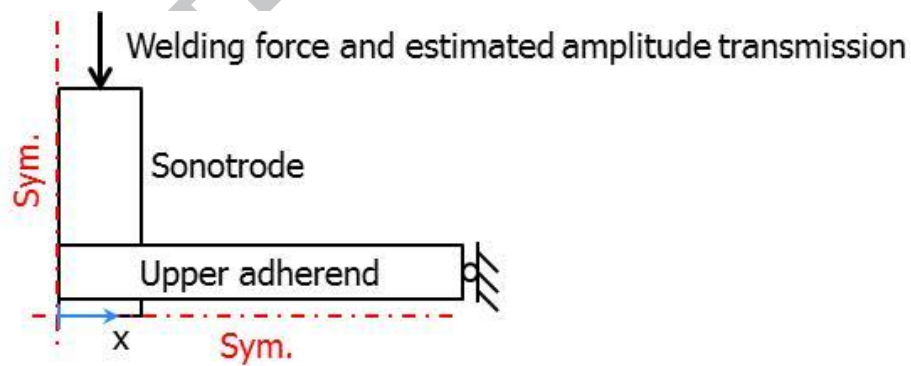 Welding force and estimated amplitude transmission
Sym.
Sonotrode
Upper adherend
x
Sym.